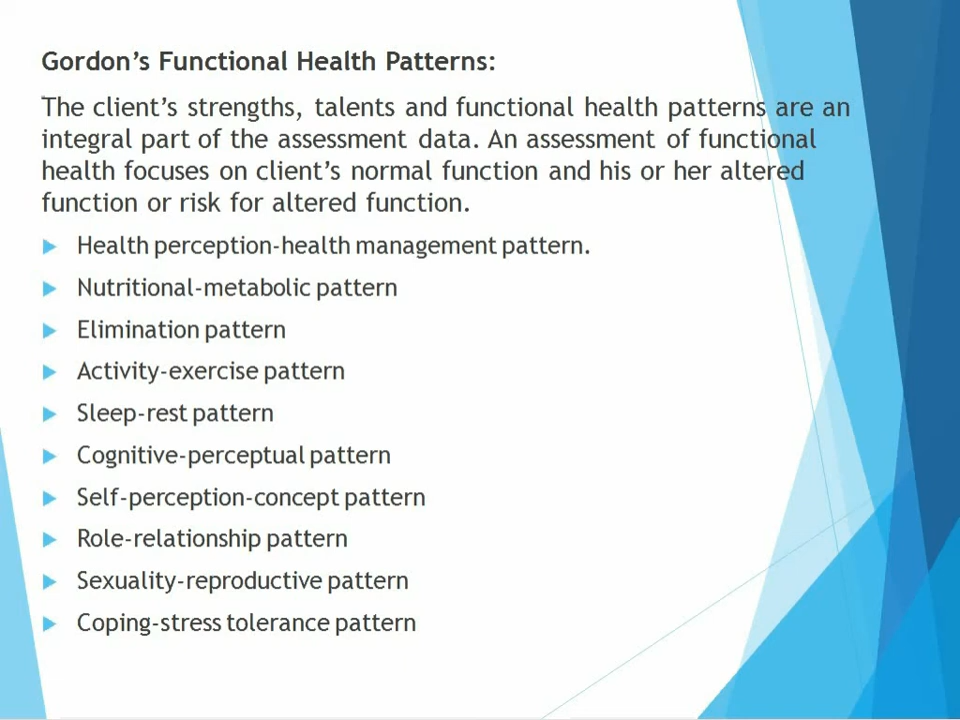 Gordon’s Functional Health Patterns:
The client’s strengths, talents and functional health patterns are an
integral part of the assessment data. An assessment of functional
health focuses on client’s normal function and his or her altered
function or risk for altered function.
Health perception-health management pattern.
Nutritional-metabolic pattern
Elimination pattern
Activity-exercise pattern
Sleep-rest pattern
Cognitive-perceptual pattern
Self-perception-concept pattern
Role-relationship pattern
Sexuality-reproductive pattern
Coping-stress tolerance pattern